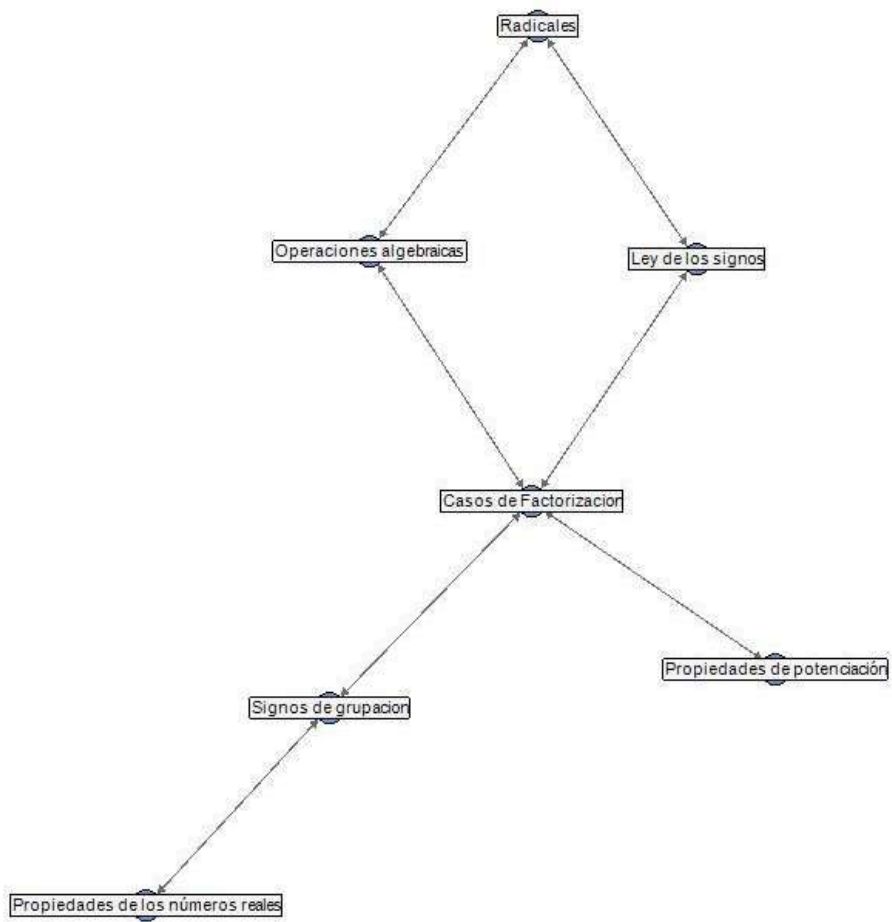 Radicales
Operaciones algebraicas
Ley de los signos
Casos de Factorizacion
Propiedades de potenciación
Signos de grupacion
Propiedades de los números reales